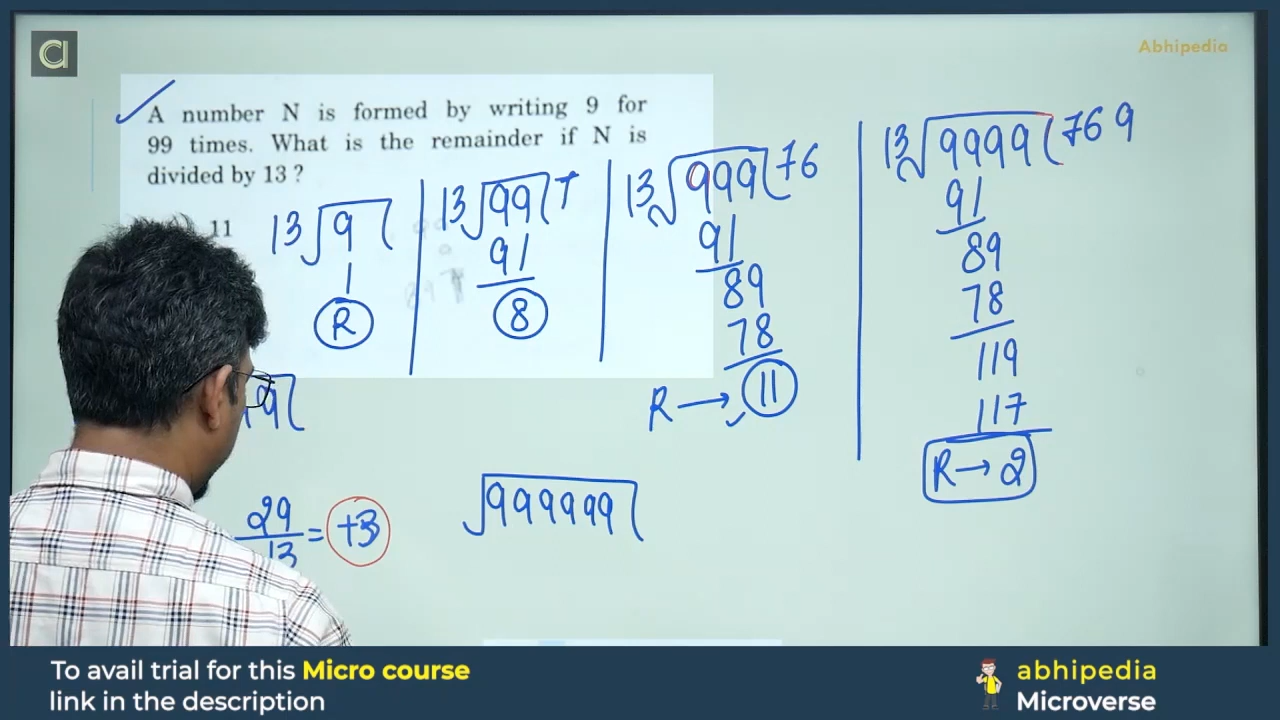 Abhipedia
A number N is formed by writing 9 for
99 times. What is the remainder if N is
divided by 13 ?
11
13 √9
R
13 √99 ( 7
91
8
13 √999 ( 76
91
89
78
R → 11
13 √9999 ( 769
91
89
78
119
117
R → 2
29/13 = +3
√999999 (
To avail trial for this Micro course
link in the description
abhipedia
Microverse